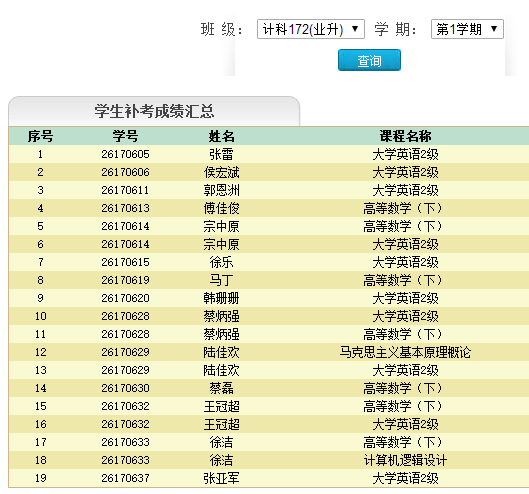 班 级： 计科172(业升) 学 期： 第1学期
查询
学生补考成绩汇总
序号 学号 姓名 课程名称
1 26170605 张雷 大学英语2级
2 26170606 侯宏斌 大学英语2级
3 26170611 郭恩洲 大学英语2级
4 26170613 傅佳俊 高等数学（下）
5 26170614 宗中原 高等数学（下）
6 26170614 宗中原 大学英语2级
7 26170615 徐乐 大学英语2级
8 26170619 马丁 高等数学（下）
9 26170620 韩珊珊 大学英语2级
10 26170628 蔡炳强 大学英语2级
11 26170628 蔡炳强 高等数学（下）
12 26170629 陆佳欢 马克思主义基本原理概论
13 26170629 陆佳欢 大学英语2级
14 26170630 蔡磊 高等数学（下）
15 26170632 王冠超 高等数学（下）
16 26170632 王冠超 大学英语2级
17 26170633 徐洁 高等数学（下）
18 26170633 徐洁 计算机逻辑设计
19 26170637 张亚军 大学英语2级